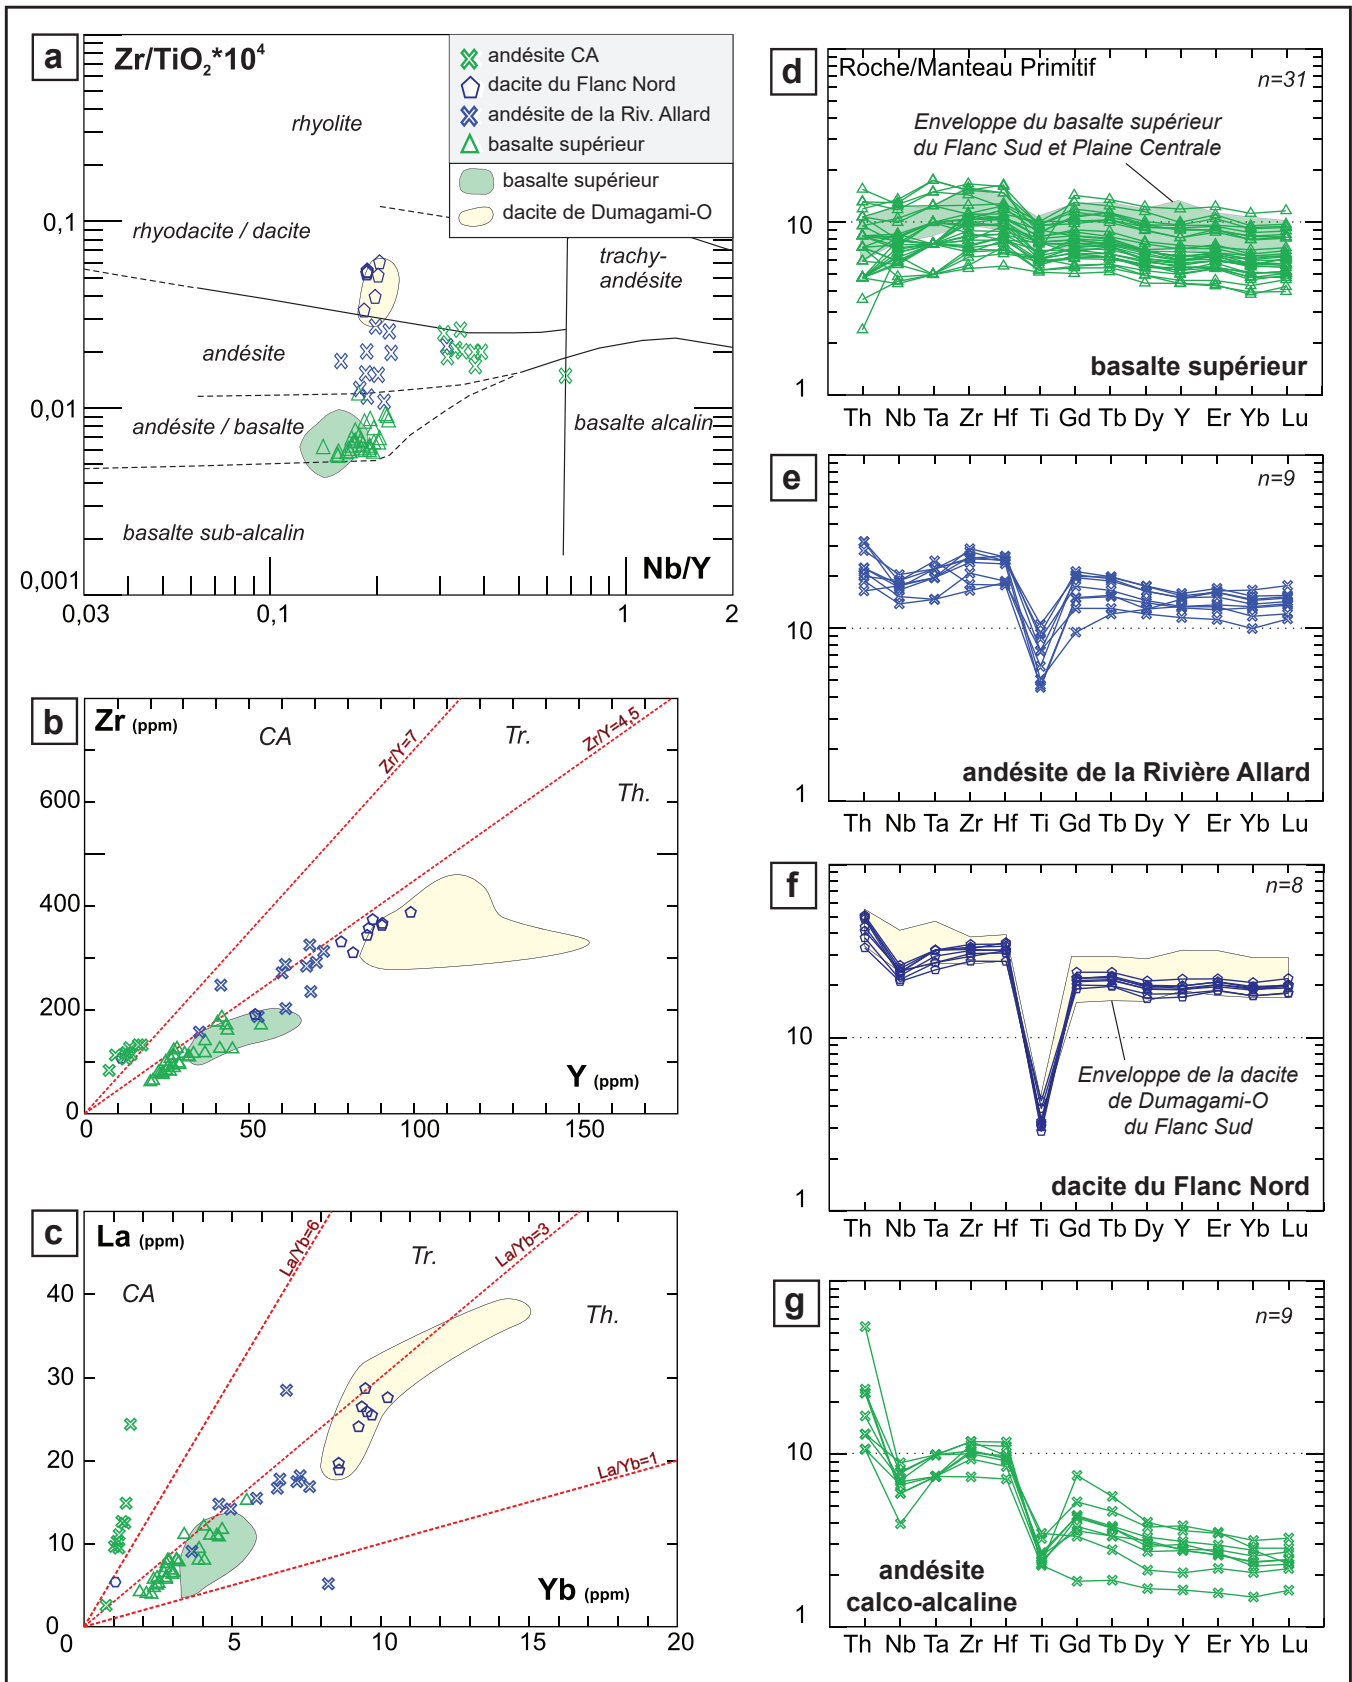 a
Zr/TiO₂*10⁴
andésite CA
dacite du Flanc Nord
andésite de la Riv. Allard
basalte supérieur
basalte supérieur
dacite de Dumagami-O
rhyolite
0,1
rhyodacite / dacite
trachy-
andésite
andésite
0,01
andésite / basalte
basalte alcalin
basalte sub-alcalin
0,001
Nb/Y
0,03
0,1
1
2
b
Zr (ppm)
CA
Tr.
Th.
Zr/Y=7
Zr/Y=4,5
600
400
200
0
Y (ppm)
0
50
100
150
c
La (ppm)
CA
Tr.
Th.
La/Yb=6
La/Yb=3
La/Yb=1
40
30
20
10
0
Yb (ppm)
0
5
10
15
20
d
Roche/Manteau Primitif
n=31
Enveloppe du basalte supérieur
du Flanc Sud et Plaine Centrale
10
basalte supérieur
1
Th Nb Ta Zr Hf Ti Gd Tb Dy Y Er Yb Lu
e
n=9
10
andésite de la Rivière Allard
1
Th Nb Ta Zr Hf Ti Gd Tb Dy Y Er Yb Lu
f
n=8
10
Enveloppe de la dacite
de Dumagami-O
du Flanc Sud
dacite du Flanc Nord
1
Th Nb Ta Zr Hf Ti Gd Tb Dy Y Er Yb Lu
g
n=9
10
andésite
calco-alcaline
1
Th Nb Ta Zr Hf Ti Gd Tb Dy Y Er Yb Lu